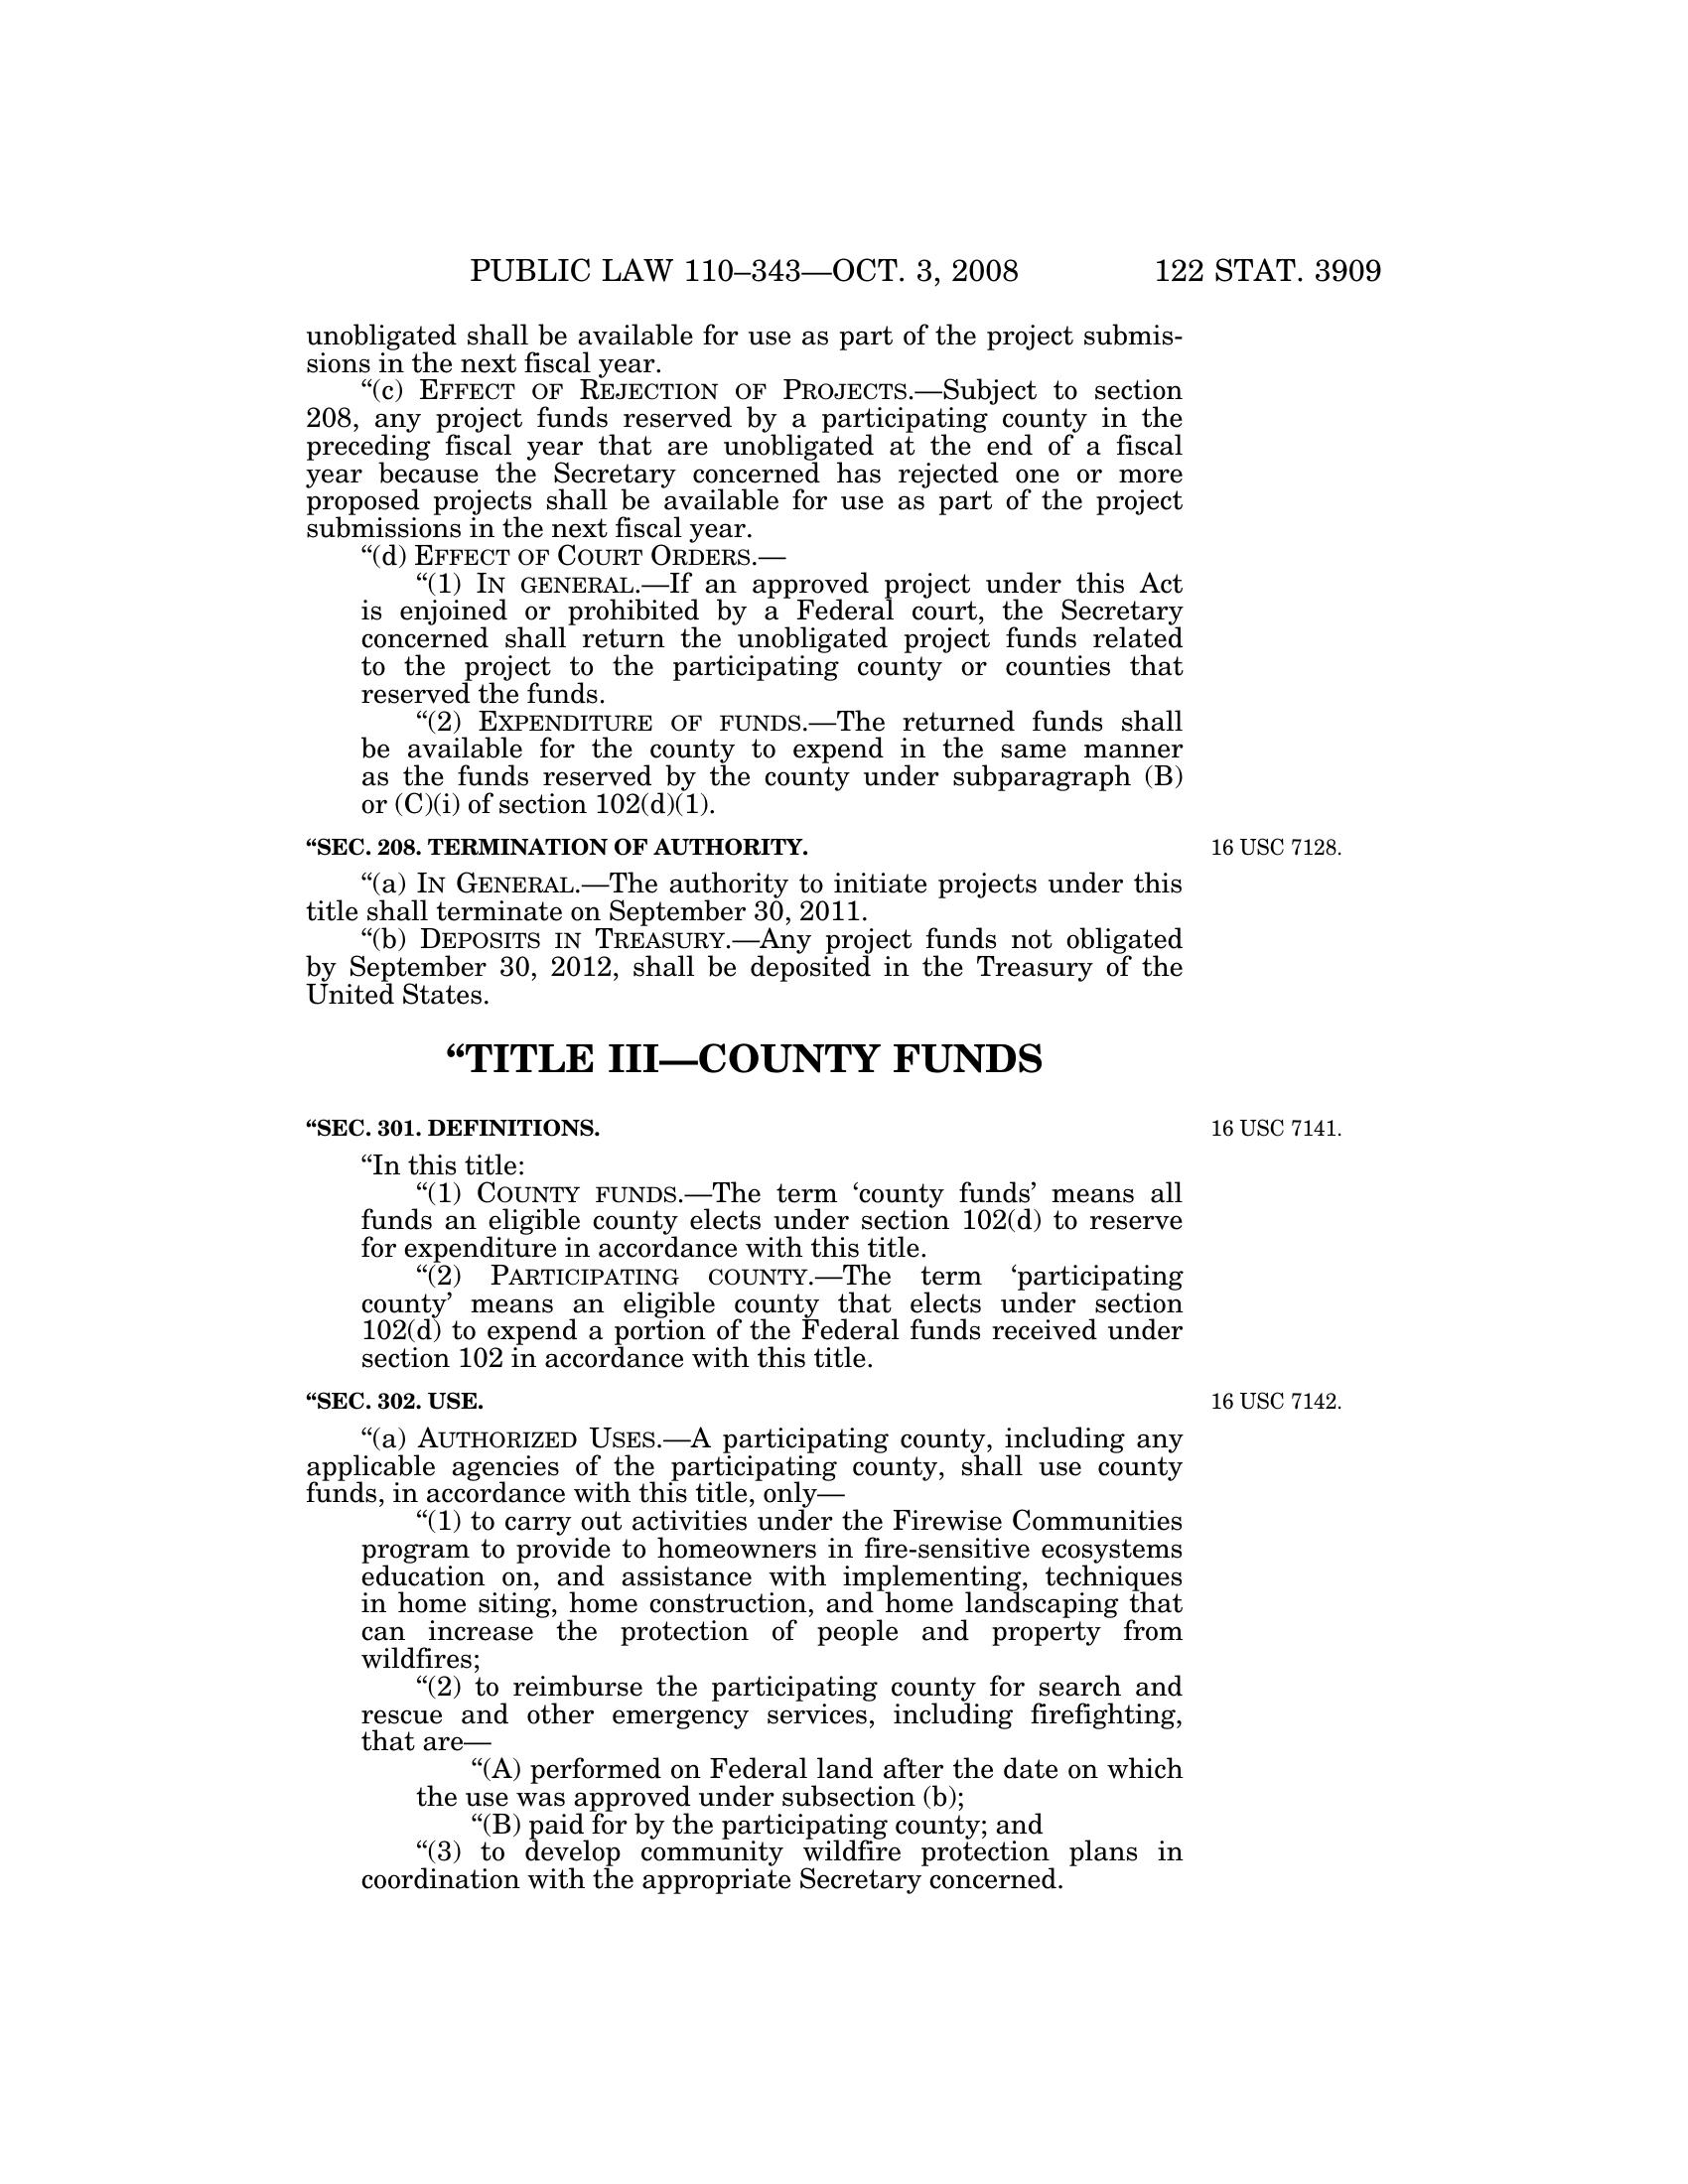 PUBLIC LAW 110–343—OCT. 3, 2008 122 STAT. 3909
unobligated shall be available for use as part of the project submis-
sions in the next fiscal year.
“(c) EFFECT OF REJECTION OF PROJECTS.—Subject to section
208, any project funds reserved by a participating county in the
preceding fiscal year that are unobligated at the end of a fiscal
year because the Secretary concerned has rejected one or more
proposed projects shall be available for use as part of the project
submissions in the next fiscal year.
“(d) EFFECT OF COURT ORDERS.—
“(1) IN GENERAL.—If an approved project under this Act
is enjoined or prohibited by a Federal court, the Secretary
concerned shall return the unobligated project funds related
to the project to the participating county or counties that
reserved the funds.
“(2) EXPENDITURE OF FUNDS.—The returned funds shall
be available for the county to expend in the same manner
as the funds reserved by the county under subparagraph (B)
or (C)(i) of section 102(d)(1).
“SEC. 208. TERMINATION OF AUTHORITY. 16 USC 7128.
“(a) IN GENERAL.—The authority to initiate projects under this
title shall terminate on September 30, 2011.
“(b) DEPOSITS IN TREASURY.—Any project funds not obligated
by September 30, 2012, shall be deposited in the Treasury of the
United States.
“TITLE III—COUNTY FUNDS
“SEC. 301. DEFINITIONS. 16 USC 7141.
“In this title:
“(1) COUNTY FUNDS.—The term ‘county funds’ means all
funds an eligible county elects under section 102(d) to reserve
for expenditure in accordance with this title.
“(2) PARTICIPATING COUNTY.—The term ‘participating
county’ means an eligible county that elects under section
102(d) to expend a portion of the Federal funds received under
section 102 in accordance with this title.
“SEC. 302. USE. 16 USC 7142.
“(a) AUTHORIZED USES.—A participating county, including any
applicable agencies of the participating county, shall use county
funds, in accordance with this title, only—
“(1) to carry out activities under the Firewise Communities
program to provide to homeowners in fire-sensitive ecosystems
education on, and assistance with implementing, techniques
in home siting, home construction, and home landscaping that
can increase the protection of people and property from
wildfires;
“(2) to reimburse the participating county for search and
rescue and other emergency services, including firefighting,
that are—
“(A) performed on Federal land after the date on which
the use was approved under subsection (b);
“(B) paid for by the participating county; and
“(3) to develop community wildfire protection plans in
coordination with the appropriate Secretary concerned.